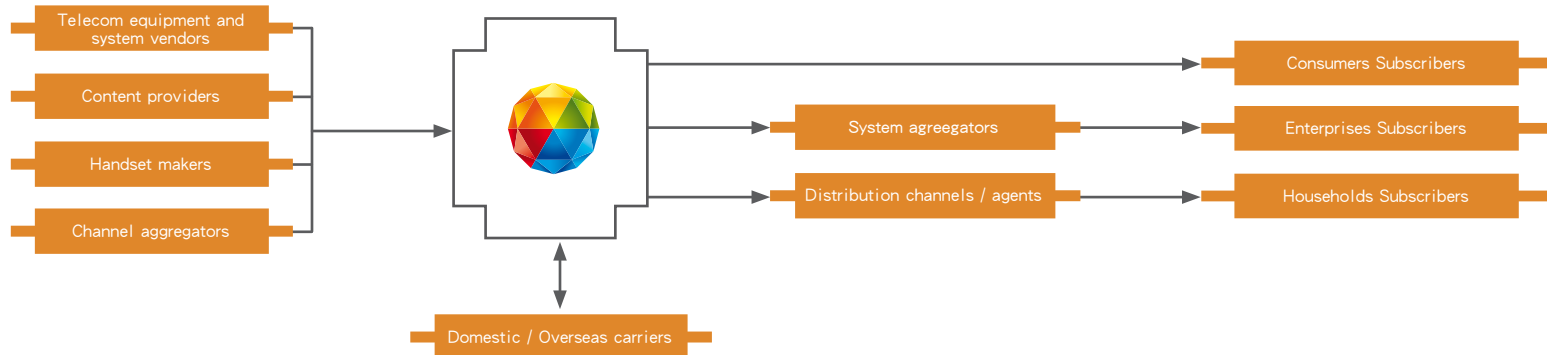 Telecom equipment and
system vendors
Content providers
Handset makers
Channel aggregators
Consumers Subscribers
System agreegators
Enterprises Subscribers
Distribution channels / agents
Households Subscribers
Domestic / Overseas carriers